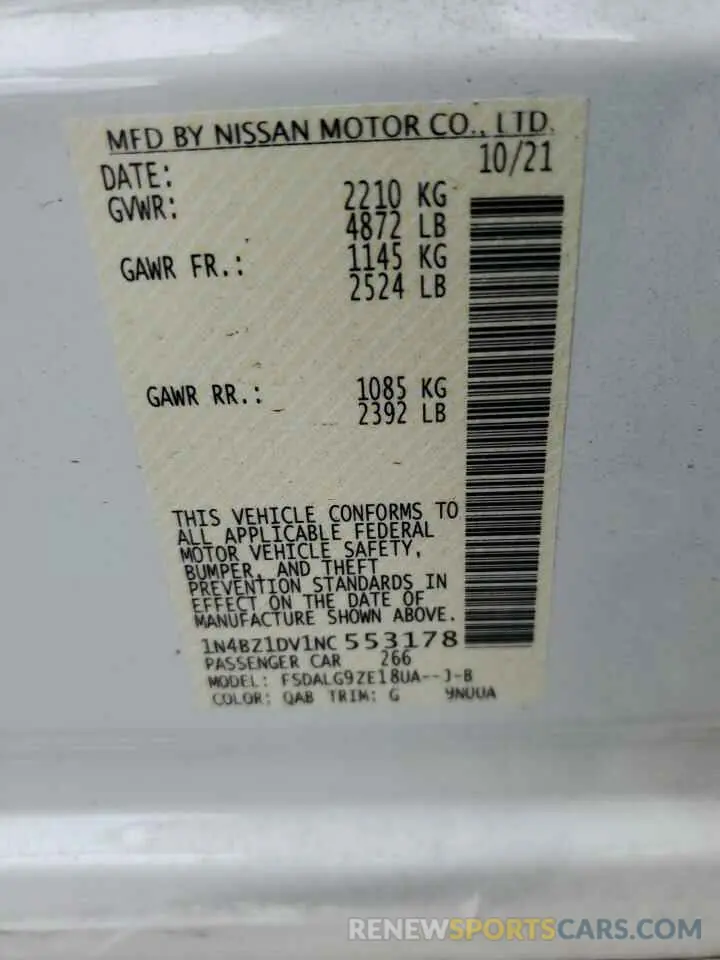 MFD BY NISSAN MOTOR CO., LTD.
DATE: 10/21
GVWR: 2210 KG
4872 LB
GAWR FR.: 1145 KG
2524 LB
GAWR RR.: 1085 KG
2392 LB
THIS VEHICLE CONFORMS TO
ALL APPLICABLE FEDERAL
MOTOR VEHICLE SAFETY,
BUMPER, AND THEFT
PREVENTION STANDARDS IN
EFFECT ON THE DATE OF
MANUFACTURE SHOWN ABOVE.
1N4BZ1DV1NC553178
PASSENGER CAR 266
MODEL: FSDALG9ZE18UA--J-B
COLOR: QAB TRIM: G 9NUUA
RENEWSPORTSCARS.COM